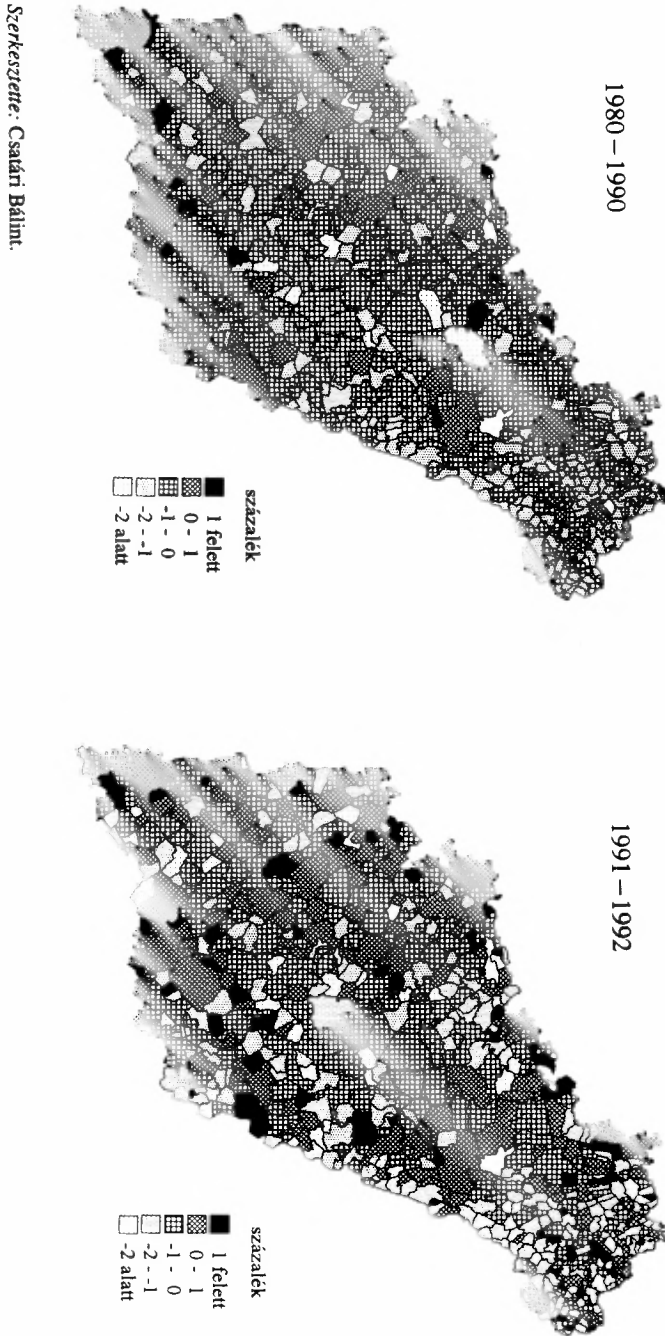 1980 – 1990
százalék
1 felett
0 - 1
-1 - 0
-2 - -1
-2 alatt
1991 – 1992
százalék
1 felett
0 - 1
-1 - 0
-2 - -1
-2 alatt
Szerkesztette: Csatári Bálint.